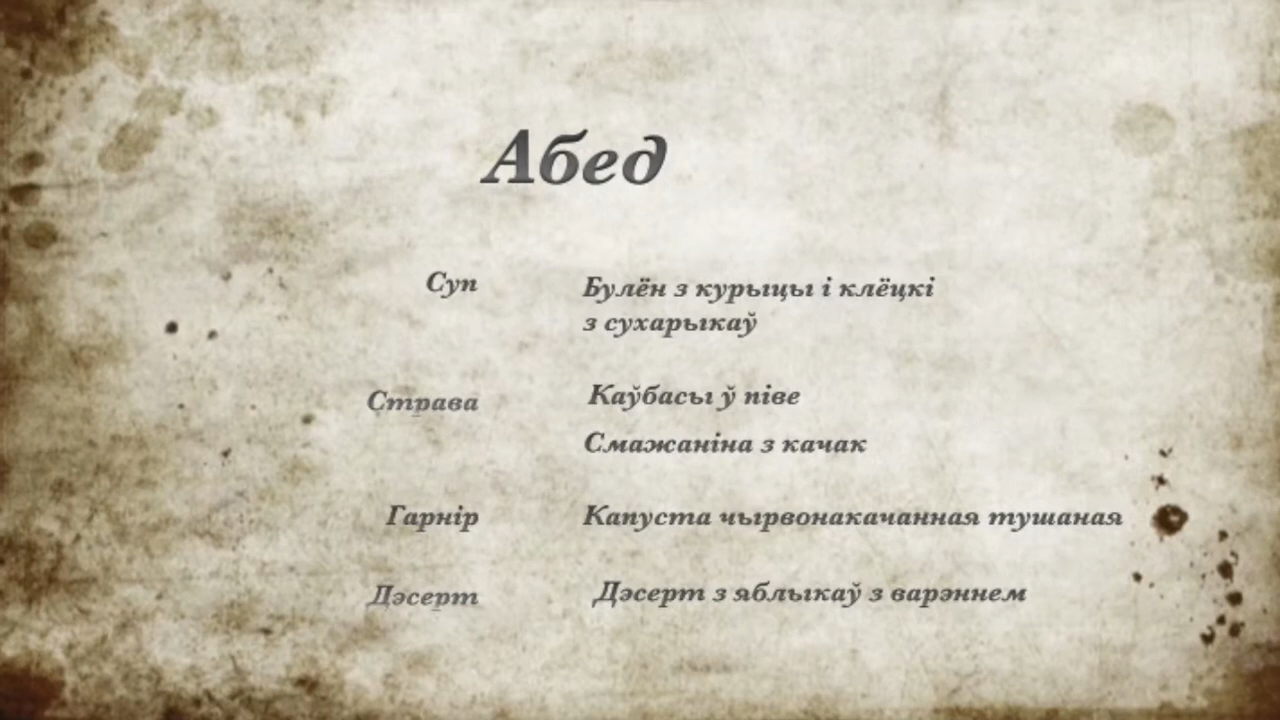 Абед
Суп
Булён з курыцы і клёцкі
з сухарыкаў
Страва
Каўбасы ў піве
Смажаніна з качак
Гарнір
Капуста чырвонакачанная тушаная
Дэсерт
Дэсерт з яблыкаў з варэннем